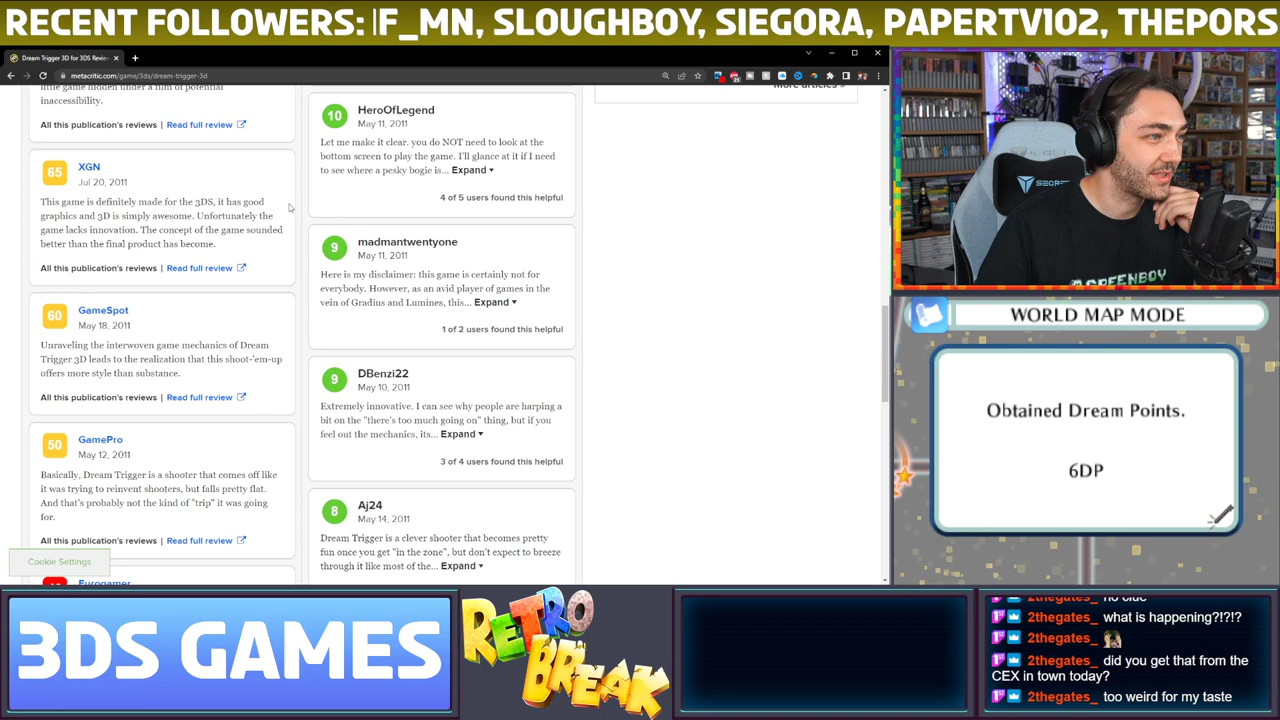 RECENT FOLLOWERS: F_MN, SLOUGHBOY, SIEGORA, PAPERTV102, THEPORS
Dream Trigger 3D for 3DS Revie
metacritic.com/game/3ds/dream-trigger-3d
little game hidden under a film of potential
inaccessibility.
All this publication's reviews | Read full review
65
XGN
Jul 20, 2011
This game is definitely made for the 3DS, it has good
graphics and 3D is simply awesome. Unfortunately the
game lacks innovation. The concept of the game sounded
better than the final product has become.
All this publication's reviews | Read full review
60
GameSpot
May 18, 2011
Unraveling the interwoven game mechanics of Dream
Trigger 3D leads to the realization that this shoot-'em-up
offers more style than substance.
All this publication's reviews | Read full review
50
GamePro
May 12, 2011
Basically, Dream Trigger is a shooter that comes off like
it was trying to reinvent shooters, but falls pretty flat.
And that's probably not the kind of "trip" it was going
for.
All this publication's reviews | Read full review
Cookie Settings
Eurogamer
10
HeroOfLegend
May 11, 2011
Let me make it clear. you do NOT need to look at the
bottom screen to play the game. I'll glance at it if I need
to see where a pesky bogie is... Expand
4 of 5 users found this helpful
9
madmantwentyone
May 11, 2011
Here is my disclaimer: this game is certainly not for
everybody. However, as an avid player of games in the
vein of Gradius and Lumines, this... Expand
1 of 2 users found this helpful
9
DBenzi22
May 10, 2011
Extremely innovative. I can see why people are harping a
bit on the "there's too much going on" thing, but if you
feel out the mechanics, its... Expand
3 of 4 users found this helpful
8
Aj24
May 14, 2011
Dream Trigger is a clever shooter that becomes pretty
fun once you get "in the zone", but don't expect to breeze
through it like most of the... Expand
More articles »
SECRE
GREENBOY
WORLD MAP MODE
Obtained Dream Points.
6DP
3DS GAMES
RETRO
BREAK
2thegates_ no clue
2thegates_ what is happening?!?!?
2thegates_
2thegates_ did you get that from the
CEX in town today?
2thegates_ too weird for my taste